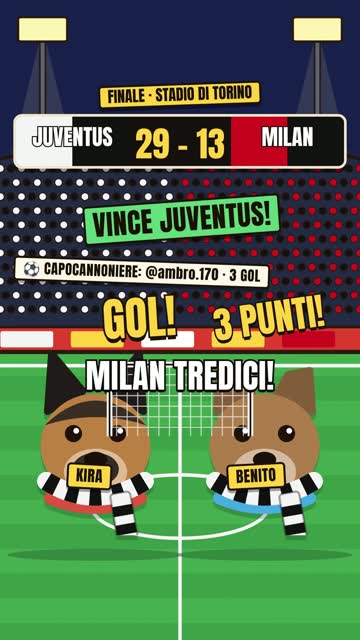 FINALE · STADIO DI TORINO
JUVENTUS 29 - 13 MILAN
VINCE JUVENTUS!
CAPOCANNONIERE: @ambro.170 · 3 GOL
GOL! 3 PUNTI!
MILAN TREDICI!
KIRA BENITO